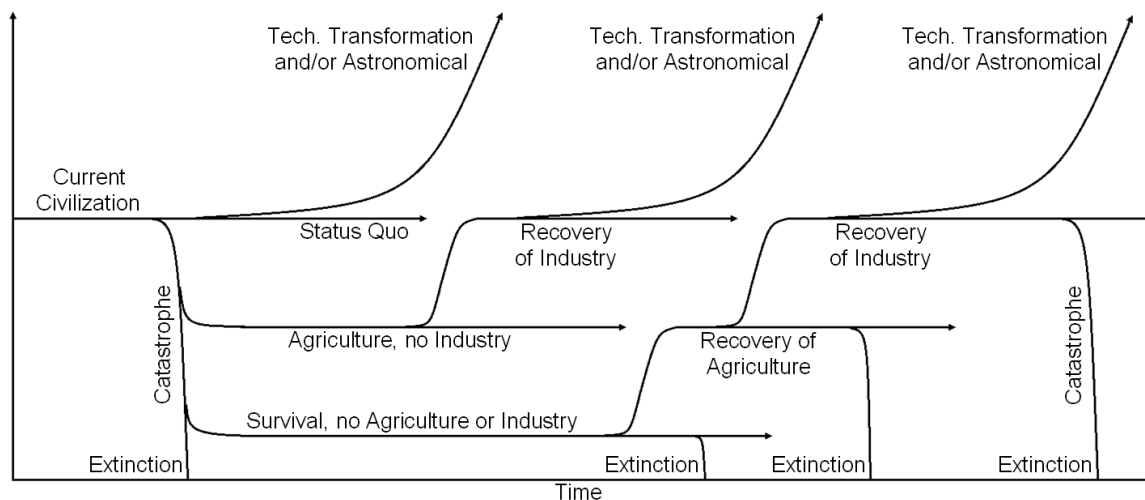 Tech. Transformation
and/or Astronomical
Tech. Transformation
and/or Astronomical
Tech. Transformation
and/or Astronomical
Current
Civilization
Status Quo
Recovery
of Industry
Recovery
of Industry
Catastrophe
Agriculture, no Industry
Recovery of
Agriculture
Catastrophe
Survival, no Agriculture or Industry
Extinction
Extinction
Extinction
Extinction
Time